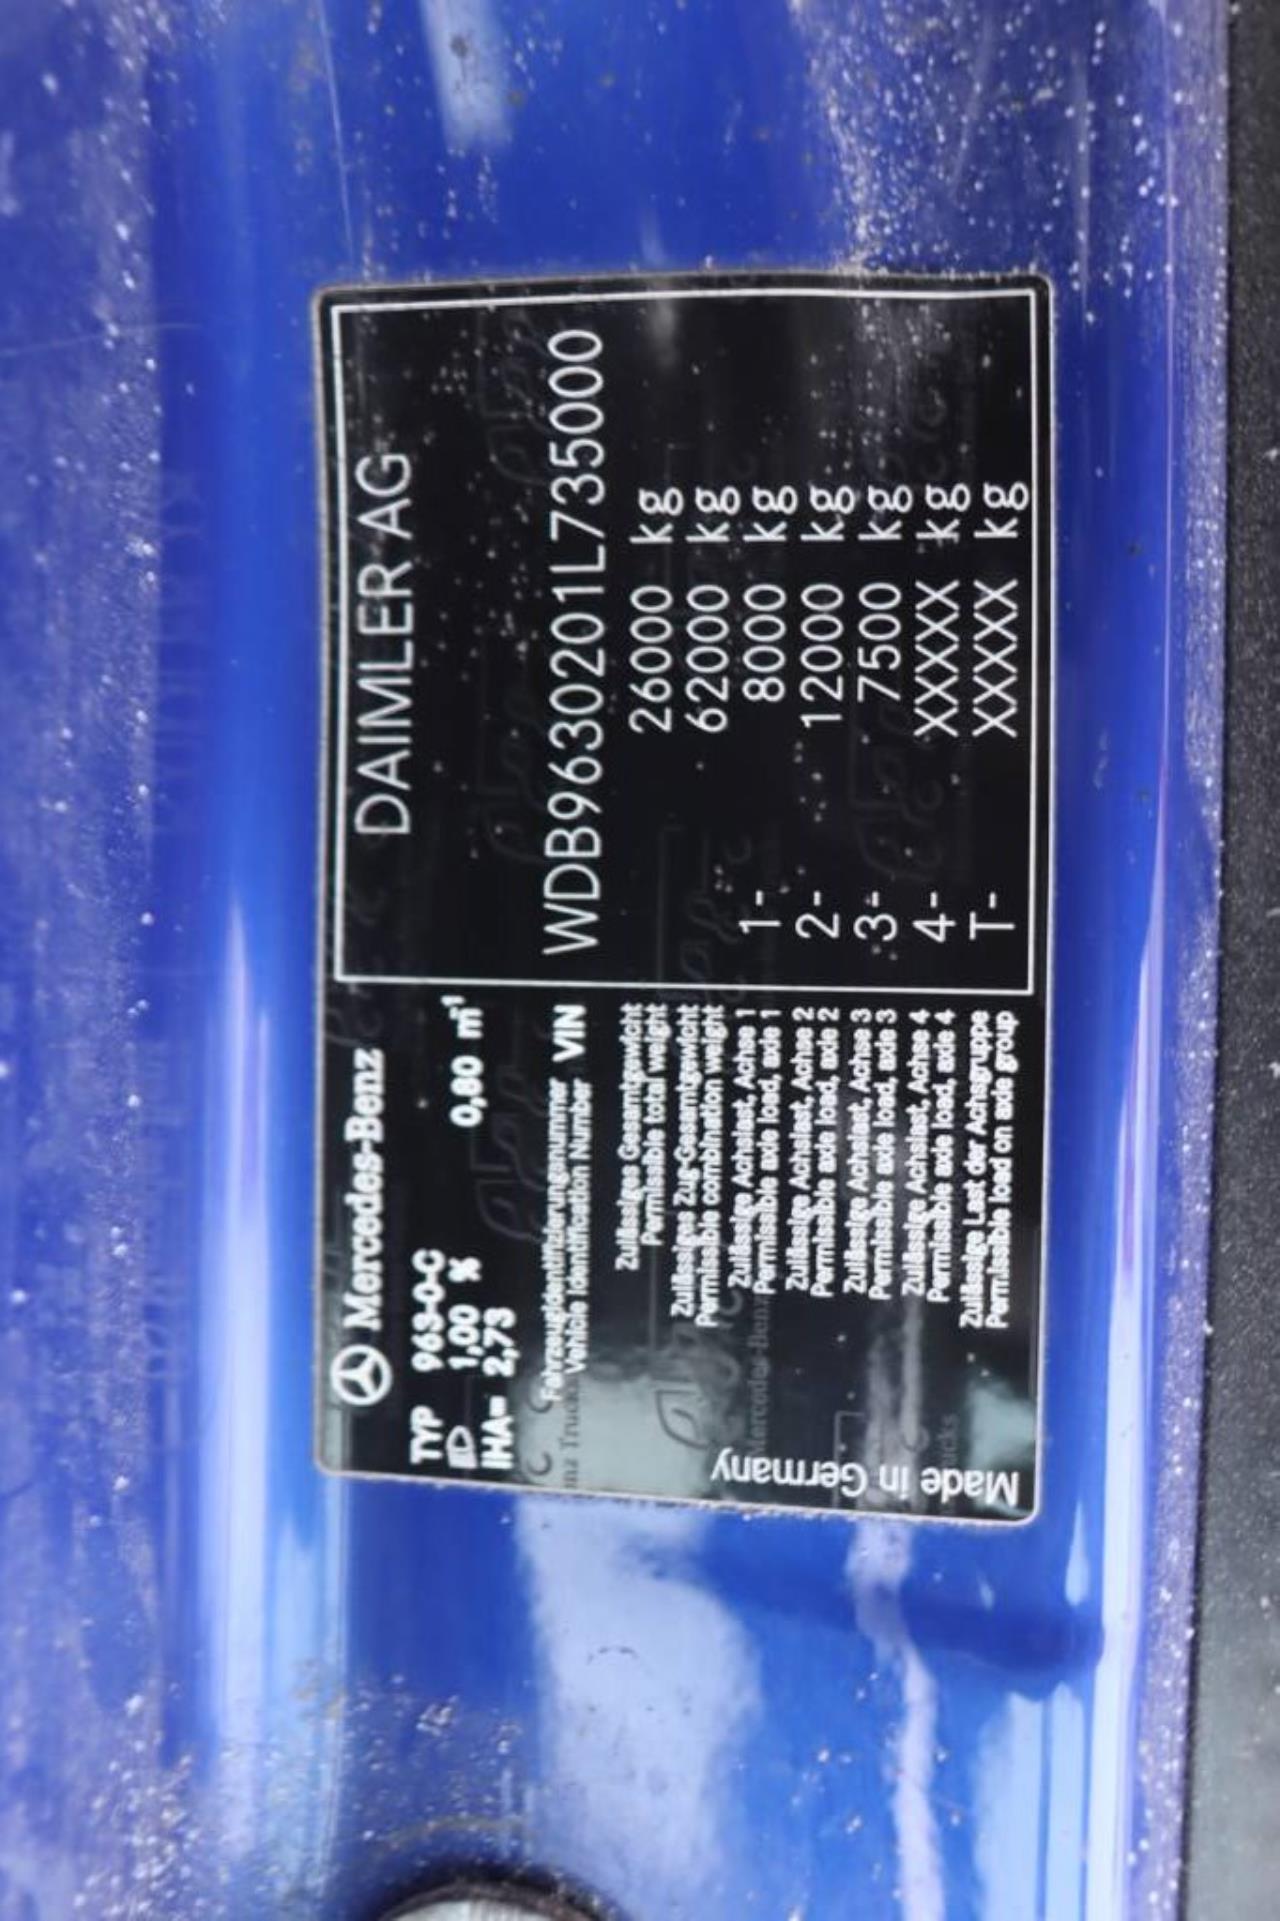 Mercedes-Benz
DAIMLER AG
TYP 963-0-C
1,00 % 0,80 m⁻¹
IHA= 2,73
Fahrzeugidentifizierungsnummer
Vehicle Identification Number VIN WDB9630201L735000
Zulässiges Gesamtgewicht
Permissible total weight 26000 kg
Zulässiges Zug-Gesamtgewicht
Permissible combination weight 62000 kg
Zulässige Achslast, Achse 1
Permissible axle load, axle 1 1- 8000 kg
Zulässige Achslast, Achse 2
Permissible axle load, axle 2 2- 12000 kg
Zulässige Achslast, Achse 3
Permissible axle load, axle 3 3- 7500 kg
Zulässige Achslast, Achse 4
Permissible axle load, axle 4 4- XXXXX kg
Zulässige Last der Achsgruppe
Permissible load on axle group T- XXXXX kg
Made in Germany